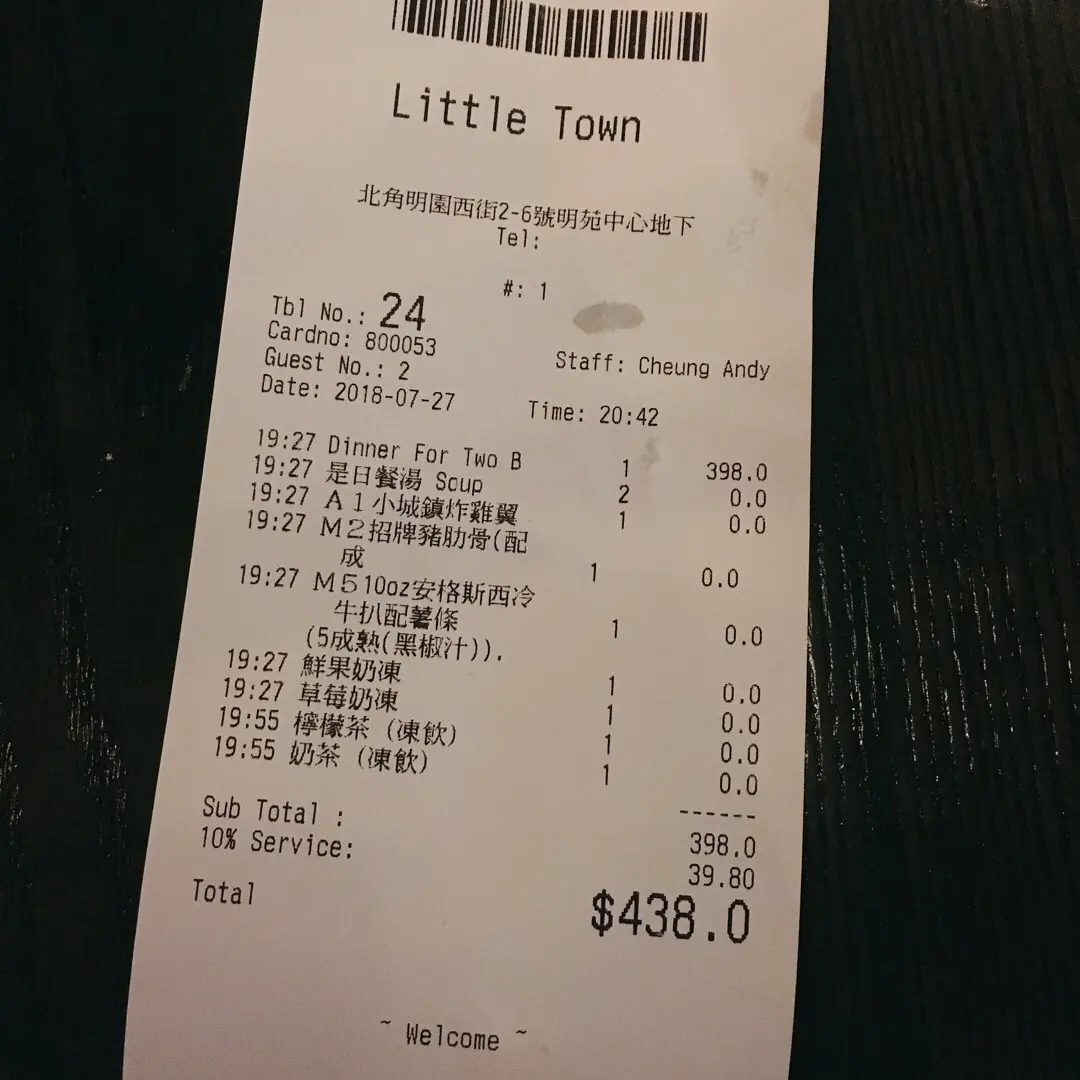 Little Town
北角明園西街2-6號明苑中心地下
Tel:
#: 1
Tbl No.: 24
Cardno: 800053
Guest No.: 2 Staff: Cheung Andy
Date: 2018-07-27 Time: 20:42
19:27 Dinner For Two B 1 398.0
19:27 是日餐湯 Soup 2 0.0
19:27 A1小城鎮炸雞翼 1 0.0
19:27 M2招牌豬肋骨(配
成 1 0.0
19:27 M510oz安格斯西冷
牛扒配薯條
(5成熟(黑椒汁)). 1 0.0
19:27 鮮果奶凍 1 0.0
19:27 草莓奶凍 1 0.0
19:55 檸檬茶 (凍飲) 1 0.0
19:55 奶茶 (凍飲) 1 0.0
------
Sub Total : 398.0
10% Service: 39.80
Total $438.0
~ Welcome ~